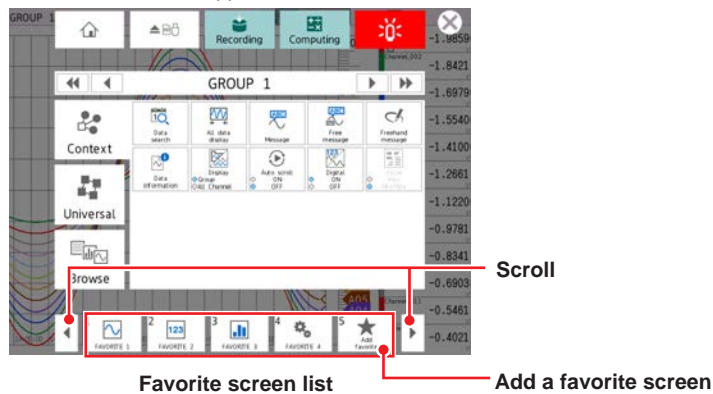 GROUP 1
Recording
Computing
-1.9859
Channel_002
-1.8421
GROUP 1
-1.6979
Context
Data search
All data display
Message
Free message
Freehand message
-1.5540
-1.4100
Data information
Display
Group
All Channel
Auto scroll
ON
OFF
Digital
ON
OFF
-1.2661
Universal
-1.1220
-0.9781
-0.8341
Browse
-0.6903
Scroll
A05
-0.5461
1
FAVORITE 1
2
123
FAVORITE 2
3
FAVORITE 3
4
FAVORITE 4
5
Add favorite
-0.4021
Favorite screen list
Add a favorite screen